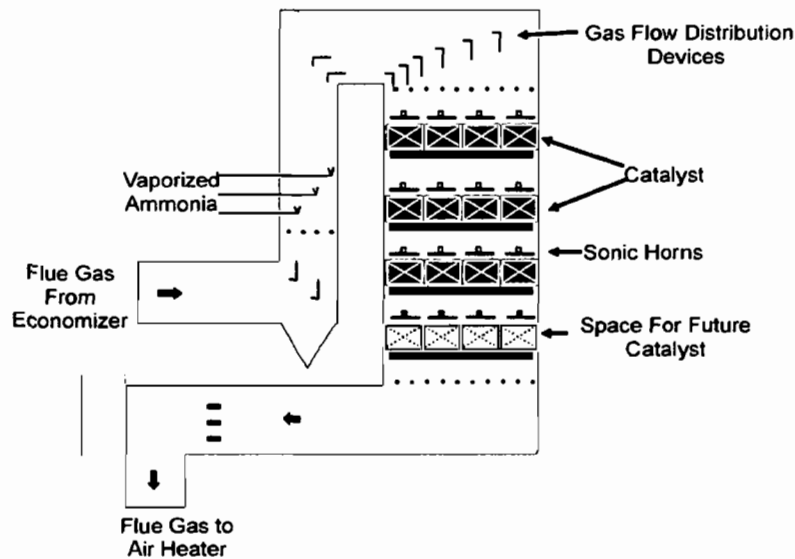 Gas Flow Distribution
Devices
Vaporized
Ammonia
Catalyst
Sonic Horns
Flue Gas
From
Economizer
Space For Future
Catalyst
Flue Gas to
Air Heater